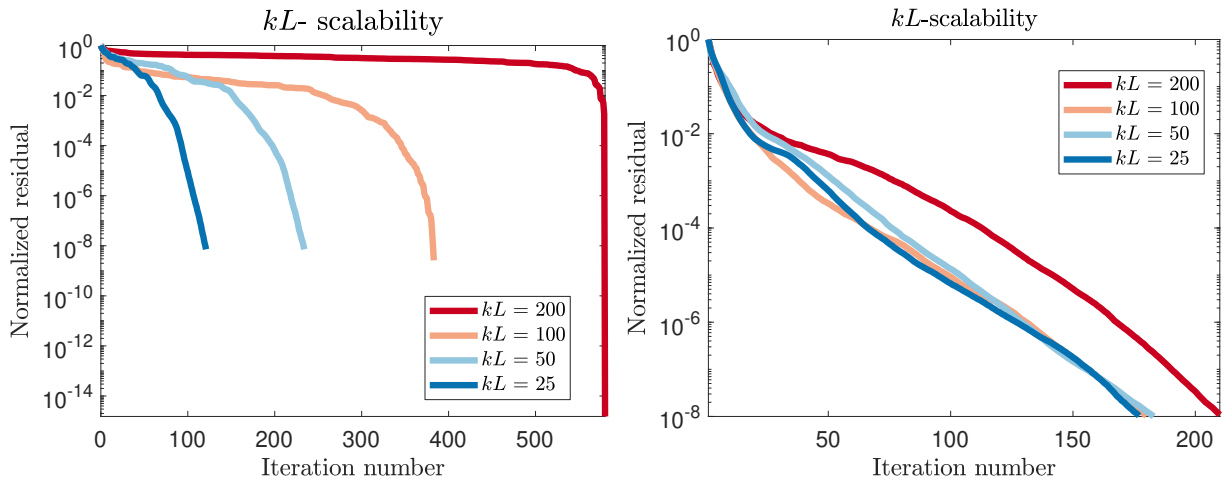 kL- scalability
10^0
10^-2
10^-4
10^-6
10^-8
10^-10
10^-12
10^-14
Normalized residual
kL = 200
kL = 100
kL = 50
kL = 25
0 100 200 300 400 500
Iteration number
kL-scalability
10^0
10^-2
10^-4
10^-6
10^-8
Normalized residual
kL = 200
kL = 100
kL = 50
kL = 25
50 100 150 200
Iteration number